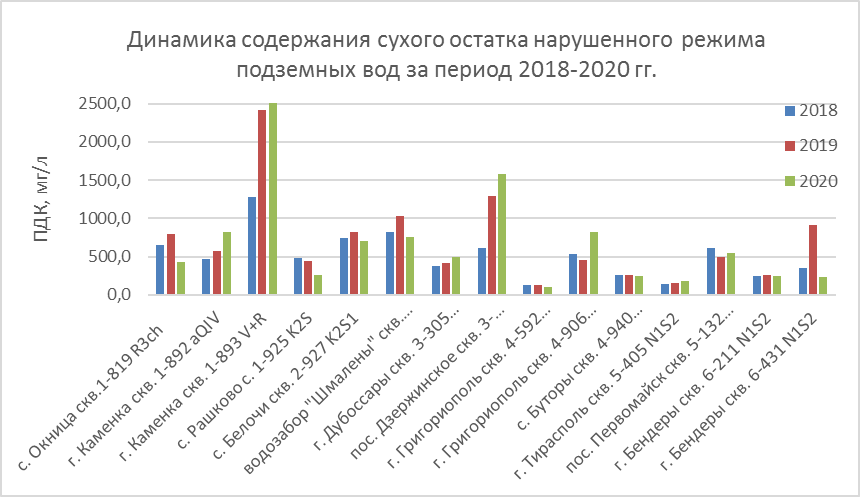 Динамика содержания сухого остатка нарушенного режима
подземных вод за период 2018-2020 гг.
ПДК, мг/л
2500,0
2000,0
1500,0
1000,0
500,0
0,0
2018
2019
2020
с. Окница скв.1-819 R3ch
г. Каменка скв. 1-892 aQIV
г. Каменка скв. 1-893 V+R
с. Рашково с. 1-925 K2S
с. Белочи скв. 2-927 K2S1
водозабор "Шмалены" скв.…
г. Дубоссары скв. 3-305…
пос. Дзержинское скв. 3-…
г. Григориополь скв. 4-592…
г. Григориополь скв. 4-906…
с. Буторы скв. 4-940…
г. Тирасполь скв. 5-405 N1S2
пос. Первомайск скв. 5-132…
г. Бендеры скв. 6-211 N1S2
г. Бендеры скв. 6-431 N1S2